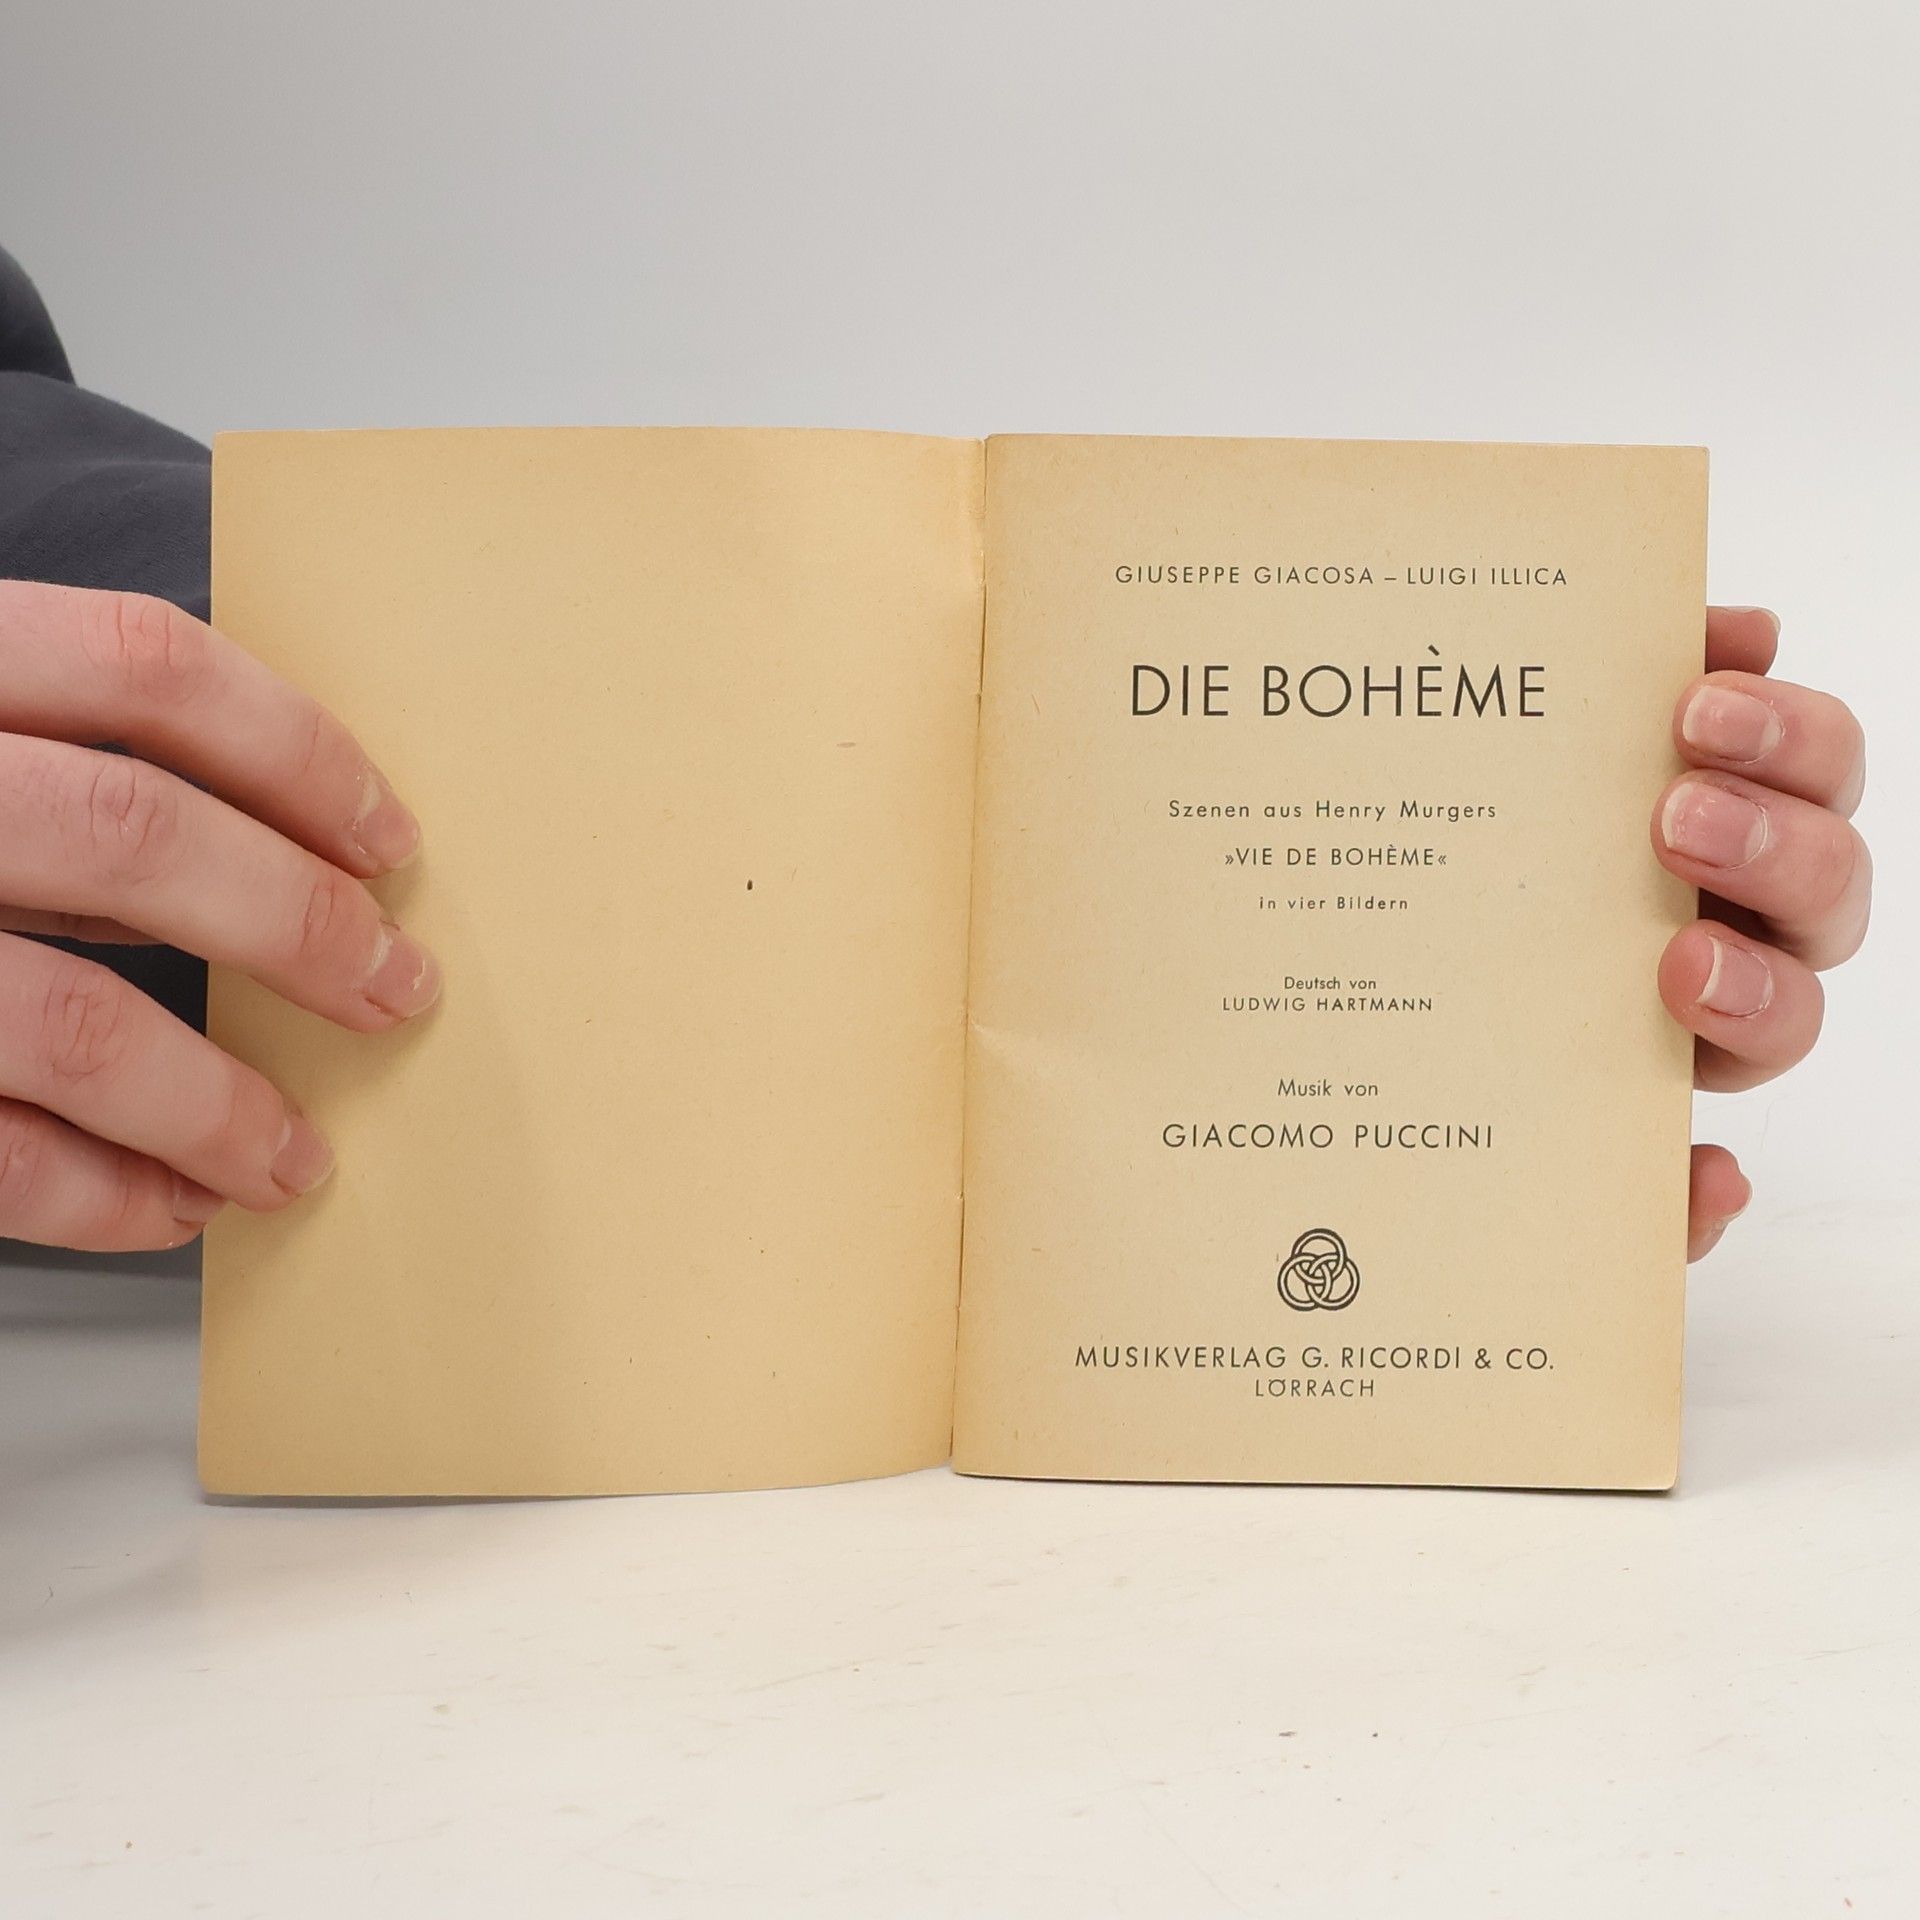 GIUSEPPE GIACOSA – LUIGI ILLICA
DIE BOHÈME
Szenen aus Henry Murgers
»VIE DE BOHÈME«
in vier Bildern
Deutsch von
LUDWIG HARTMANN
Musik von
GIACOMO PUCCINI
MUSIKVERLAG G. RICORDI & CO.
LÖRRACH